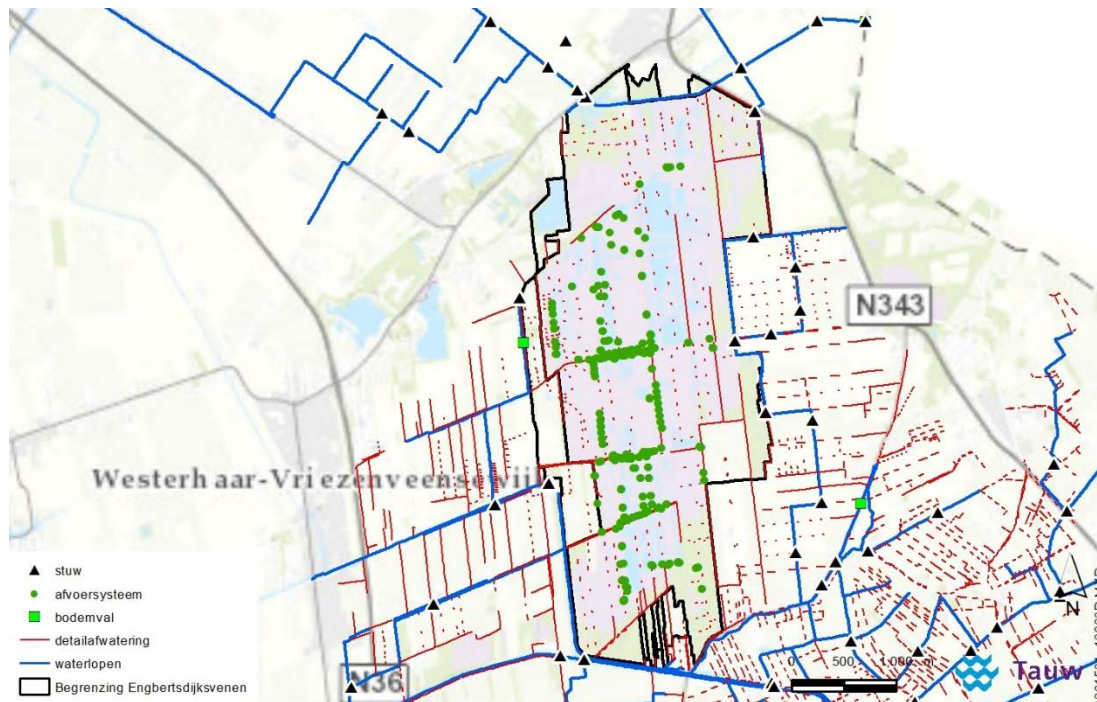 N343
Westerhaar-Vriezenveensewijk
stuw
afvoersysteem
bodemval
detailafwatering
waterlopen
Begrenzing Engbertsdijksvenen
N36
0 500 1.000 m
N
Tauw